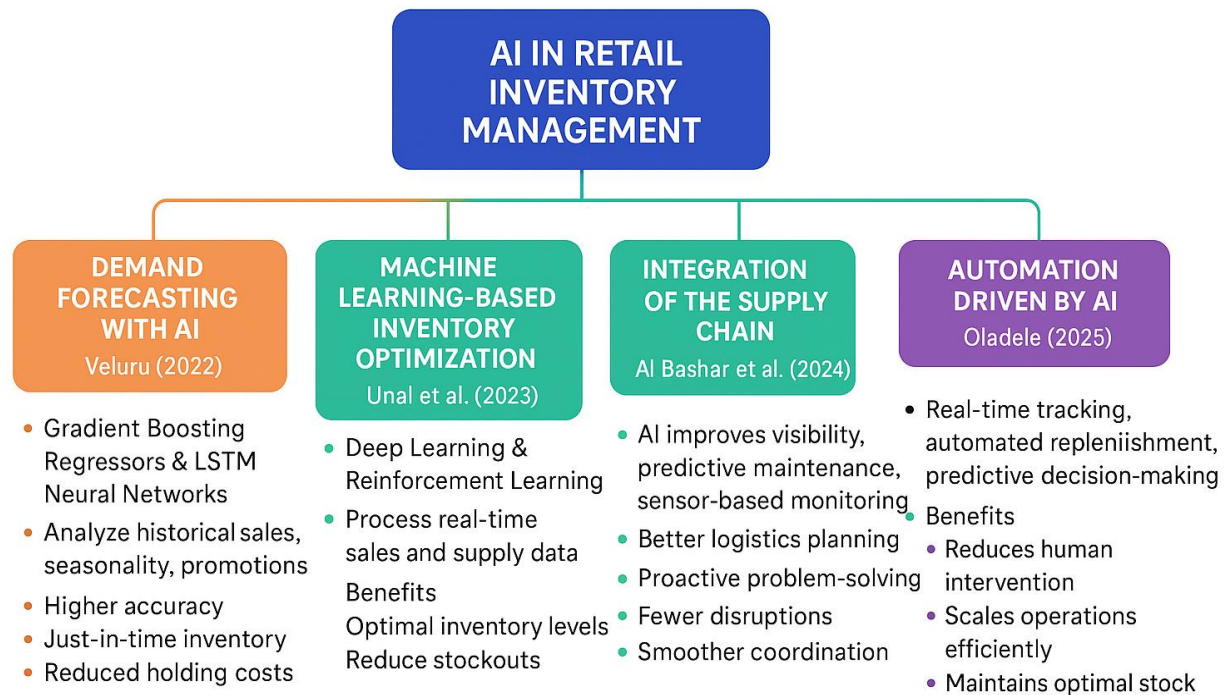 AI IN RETAIL
INVENTORY
MANAGEMENT
DEMAND
FORECASTING
WITH AI
Veluru (2022)
• Gradient Boosting
Regressors & LSTM
Neural Networks
• Analyze historical sales,
seasonality, promotions
• Higher accuracy
• Just-in-time inventory
• Reduced holding costs
MACHINE
LEARNING-BASED
INVENTORY
OPTIMIZATION
Unal et al. (2023)
• Deep Learning &
Reinforcement Learning
• Process real-time
sales and supply data
Benefits
Optimal inventory levels
Reduce stockouts
INTEGRATION
OF THE SUPPLY
CHAIN
Al Bashar et al. (2024)
• AI improves visibility,
predictive maintenance,
sensor-based monitoring
• Better logistics planning
• Proactive problem-solving
• Fewer disruptions
• Smoother coordination
AUTOMATION
DRIVEN BY AI
Oladele (2025)
• Real-time tracking,
automated repleniishment,
predictive decision-making
• Benefits
• Reduces human
intervention
• Scales operations
efficiently
• Maintains optimal stock